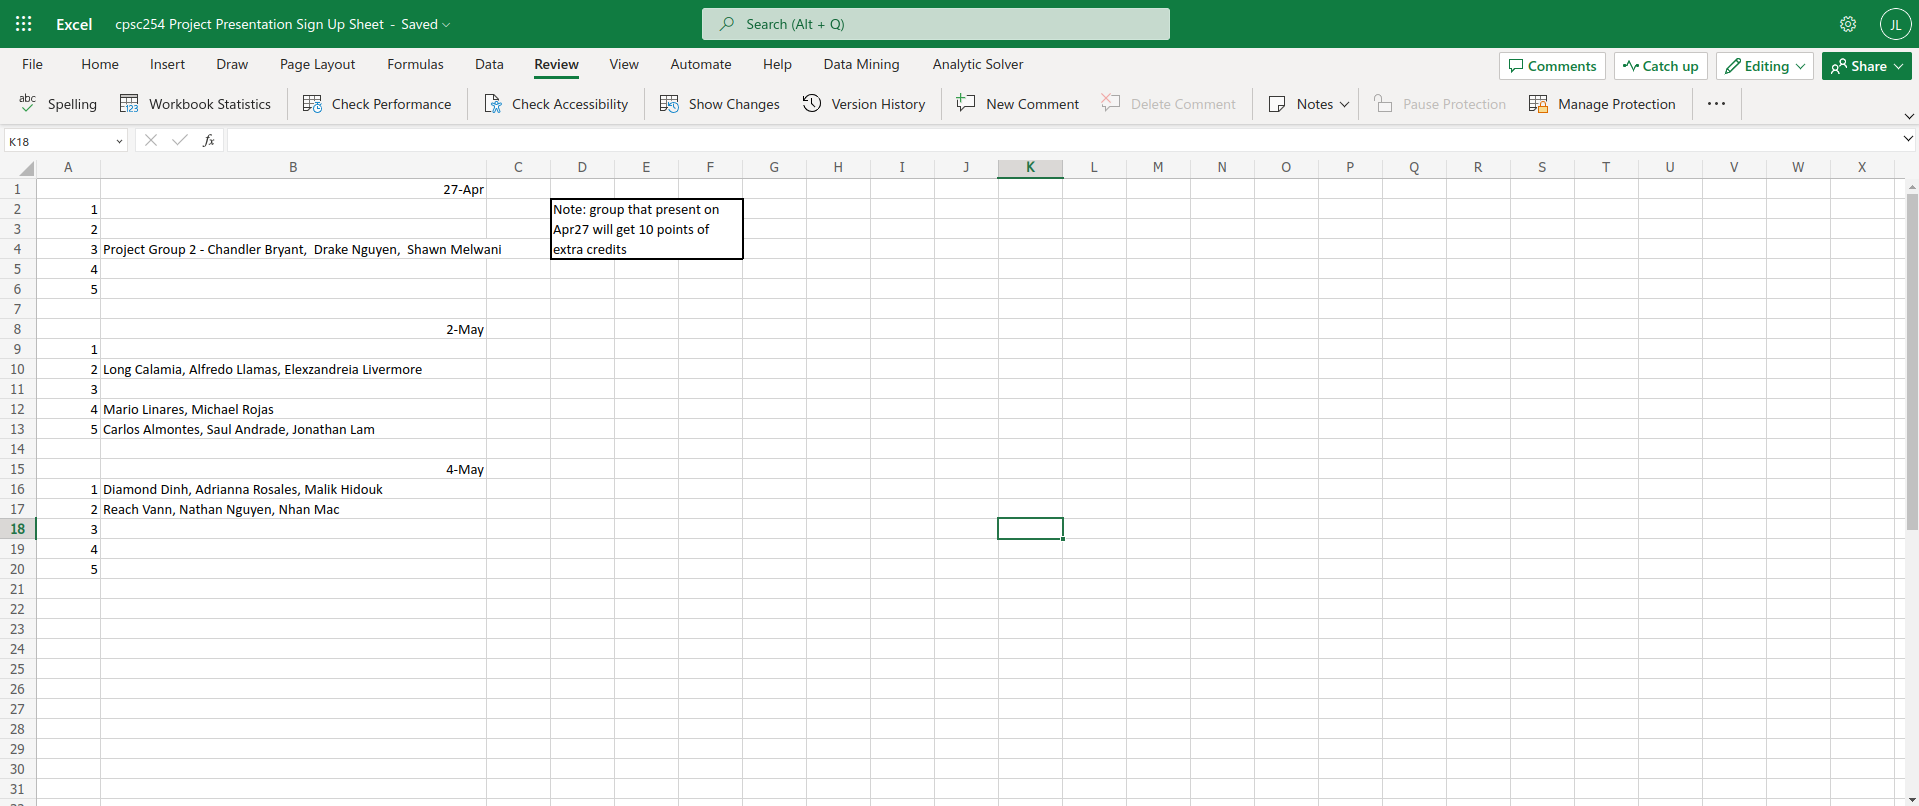 Excel cpsc254 Project Presentation Sign Up Sheet - Saved Search (Alt + Q) JL
File Home Insert Draw Page Layout Formulas Data Review View Automate Help Data Mining Analytic Solver Comments Catch up Editing Share
abc Spelling 123 Workbook Statistics Check Performance Check Accessibility Show Changes Version History New Comment Delete Comment Notes Pause Protection Manage Protection ...
K18 fx
A B C D E F G H I J K L M N O P Q R S T U V W X
1 27-Apr
2 1 Note: group that present on
3 2 Apr27 will get 10 points of
4 3 Project Group 2 - Chandler Bryant, Drake Nguyen, Shawn Melwani extra credits
5 4
6 5
7
8 2-May
9 1
10 2 Long Calamia, Alfredo Llamas, Elexzandreia Livermore
11 3
12 4 Mario Linares, Michael Rojas
13 5 Carlos Almontes, Saul Andrade, Jonathan Lam
14
15 4-May
16 1 Diamond Dinh, Adrianna Rosales, Malik Hidouk
17 2 Reach Vann, Nathan Nguyen, Nhan Mac
18 3
19 4
20 5
21
22
23
24
25
26
27
28
29
30
31